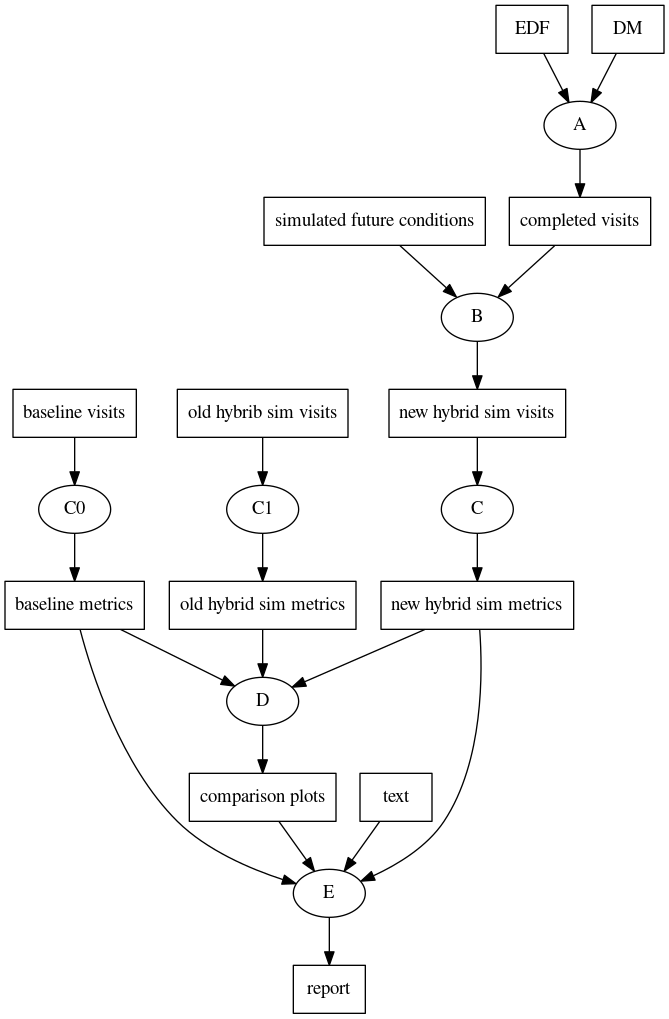 EDF
DM
A
simulated future conditions
completed visits
B
baseline visits
old hybrib sim visits
new hybrid sim visits
C0
C1
C
baseline metrics
old hybrid sim metrics
new hybrid sim metrics
D
comparison plots
text
E
report